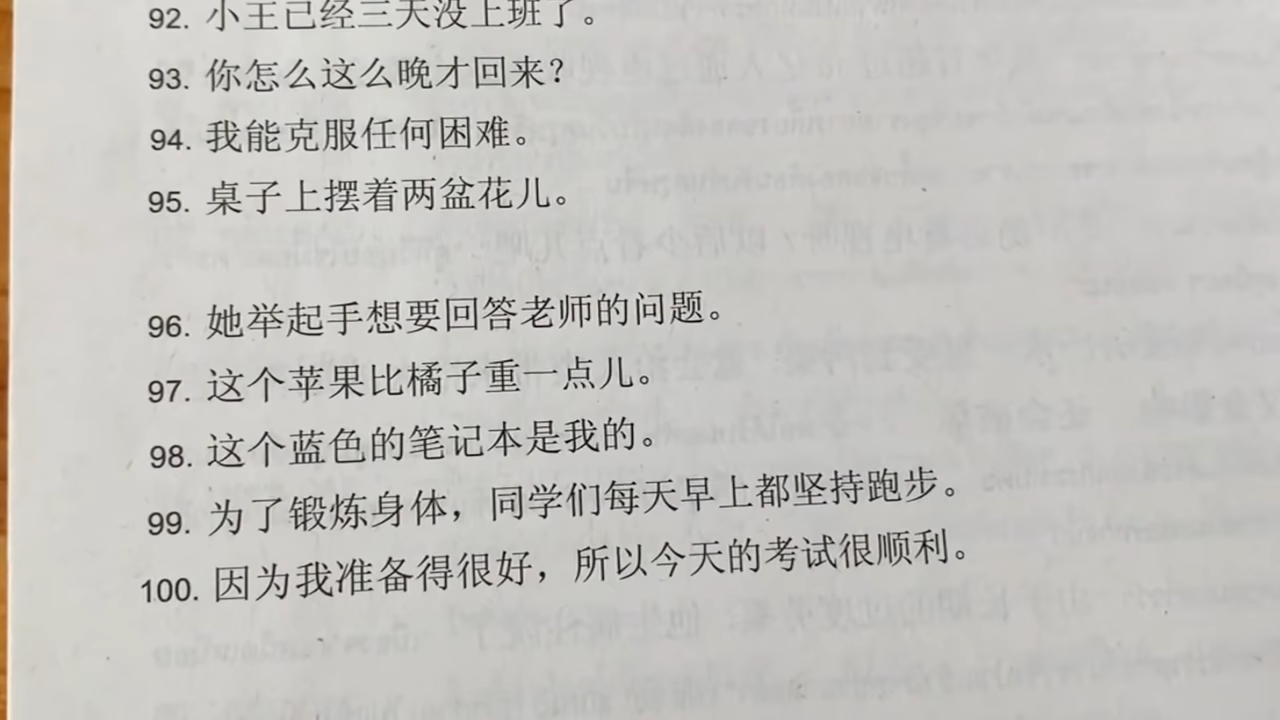 92. 小王已经三天没上班了。
93. 你怎么这么晚才回来？
94. 我能克服任何困难。
95. 桌子上摆着两盆花儿。
96. 她举起手想要回答老师的问题。
97. 这个苹果比橘子重一点儿。
98. 这个蓝色的笔记本是我的。
99. 为了锻炼身体，同学们每天早上都坚持跑步。
100. 因为我准备得很好，所以今天的考试很顺利。